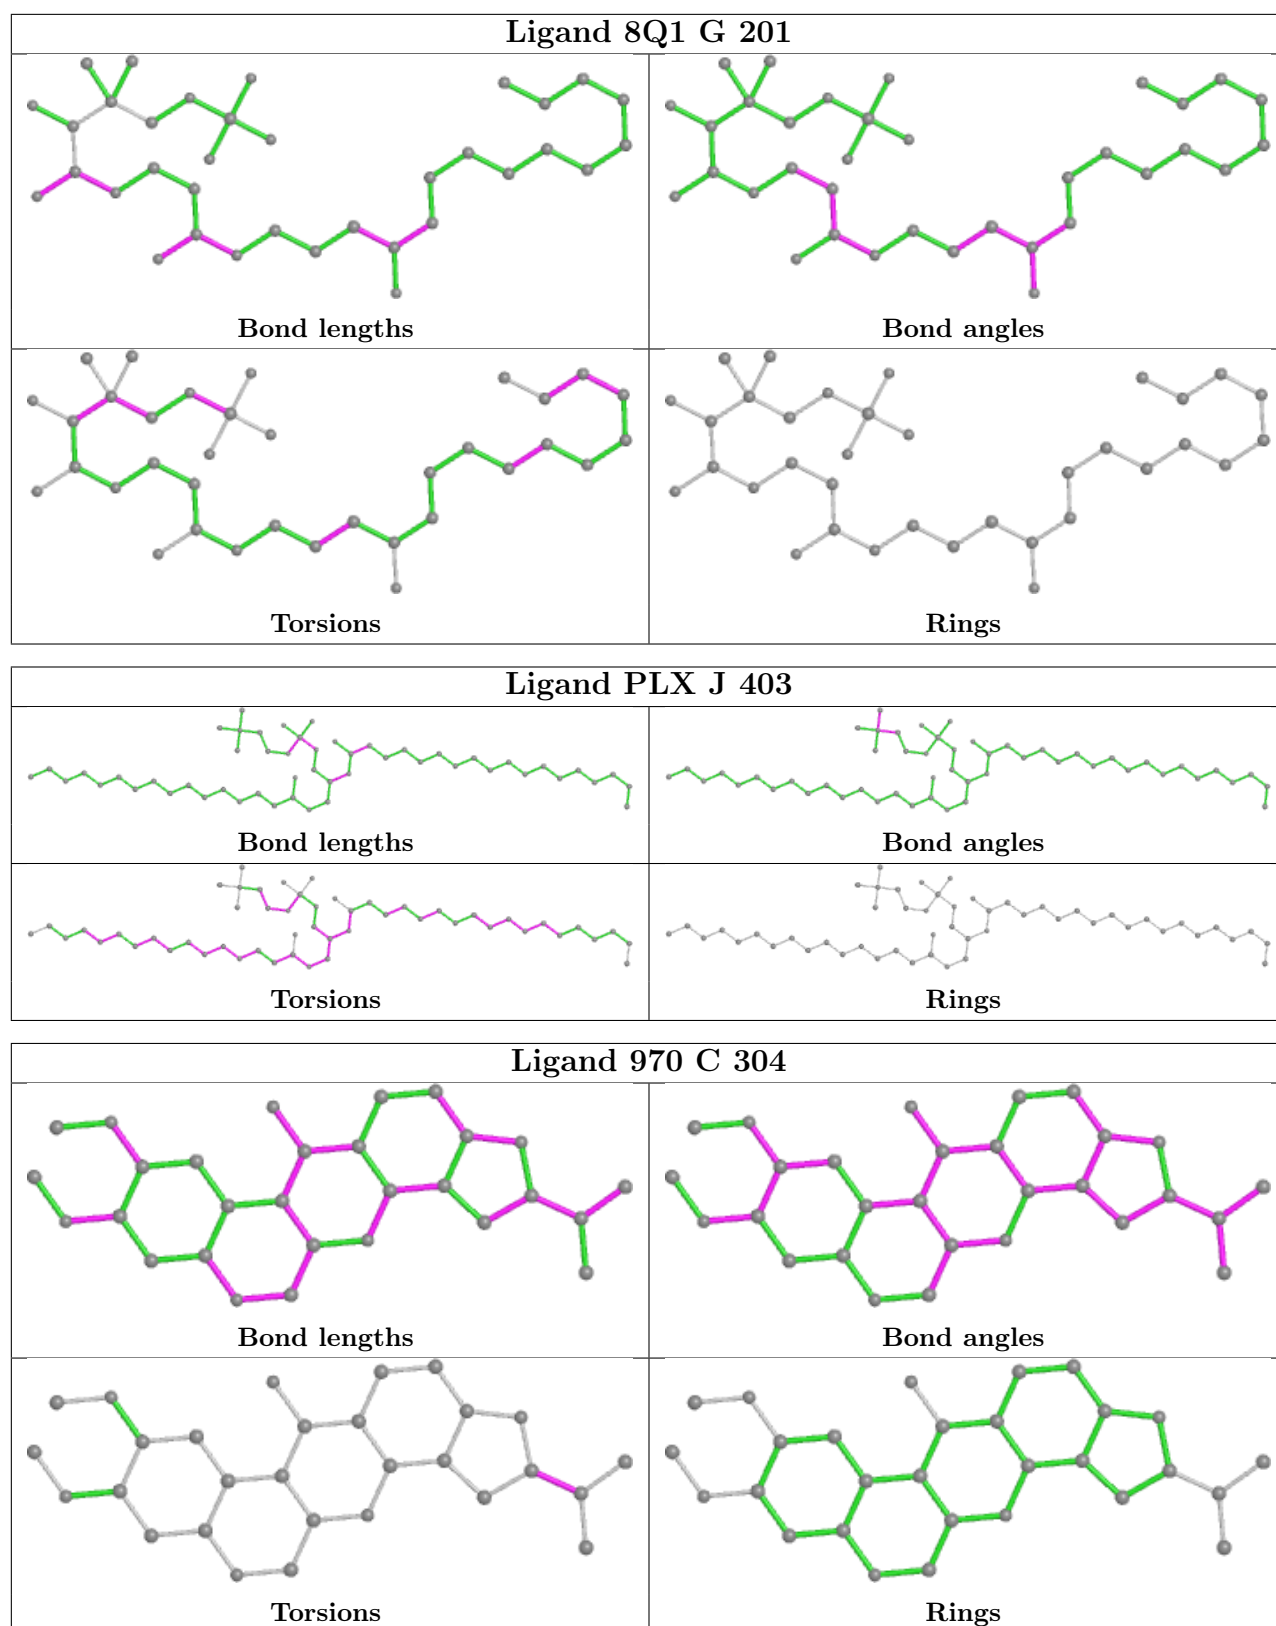 Ligand 8Q1 G 201
Bond lengths
Bond angles
Torsions
Rings
Ligand PLX J 403
Bond lengths
Bond angles
Torsions
Rings
Ligand 970 C 304
Bond lengths
Bond angles
Torsions
Rings